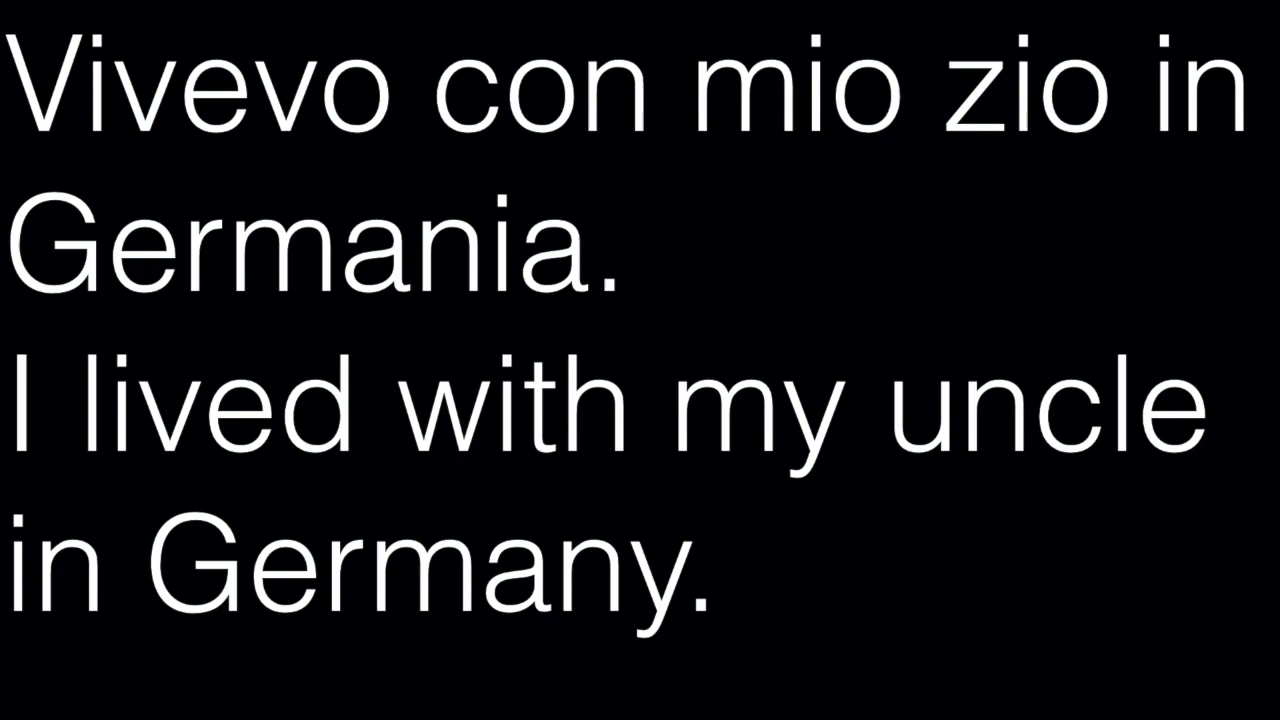 Vivevo con mio zio in
Germania.
I lived with my uncle
in Germany.